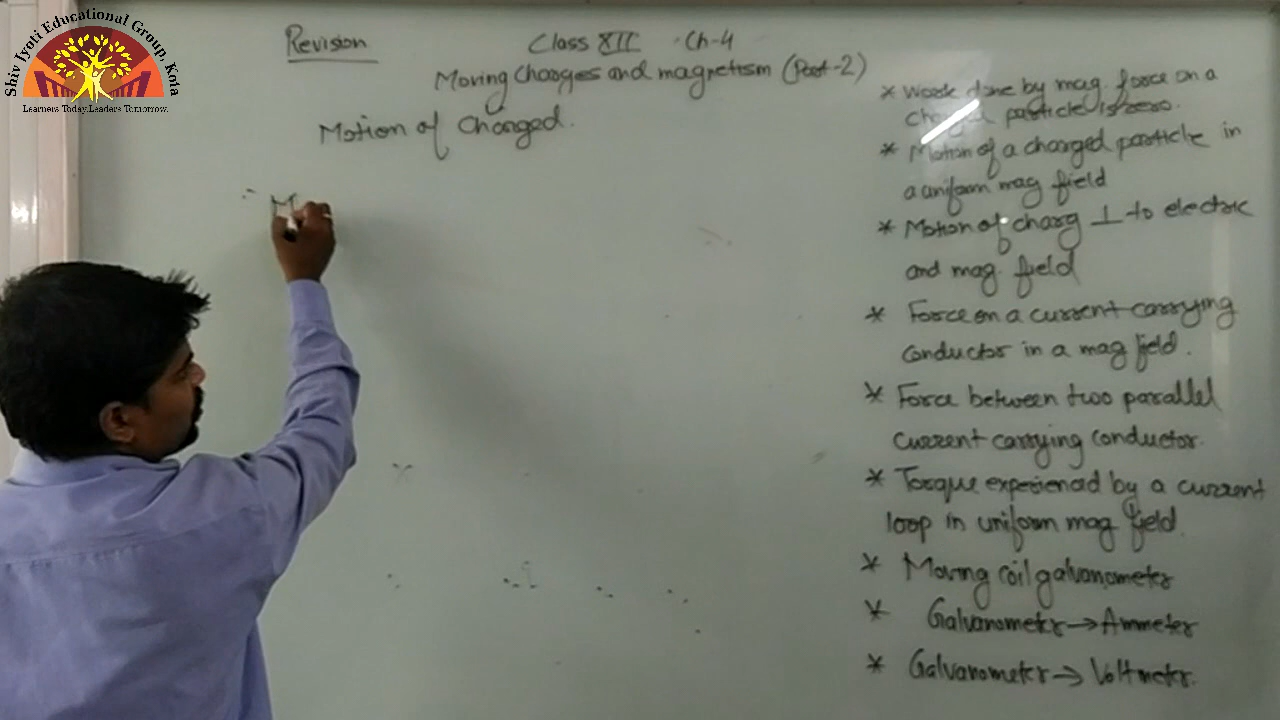 Shiv Jyoti Educational Group, Kota
Learners Today.Leaders Tomorrow.
Revision
Class XII Ch-4
Moving Charges and magnetism (Part-2)
Motion of Charged.
M
* Work done by mag. force on a
charged particle is zero.
* Motion of a charged particle in
a uniform mag field
* Motion of charg ⊥ to electric
and mag. field
* Force on a current carrying
conductor in a mag field.
* Force between two parallel
current carrying conductor.
* Torque experienced by a current
loop in uniform mag field.
* Moving coil galvanometer
* Galvanometer → Ammeter
* Galvanometer → Voltmeter.